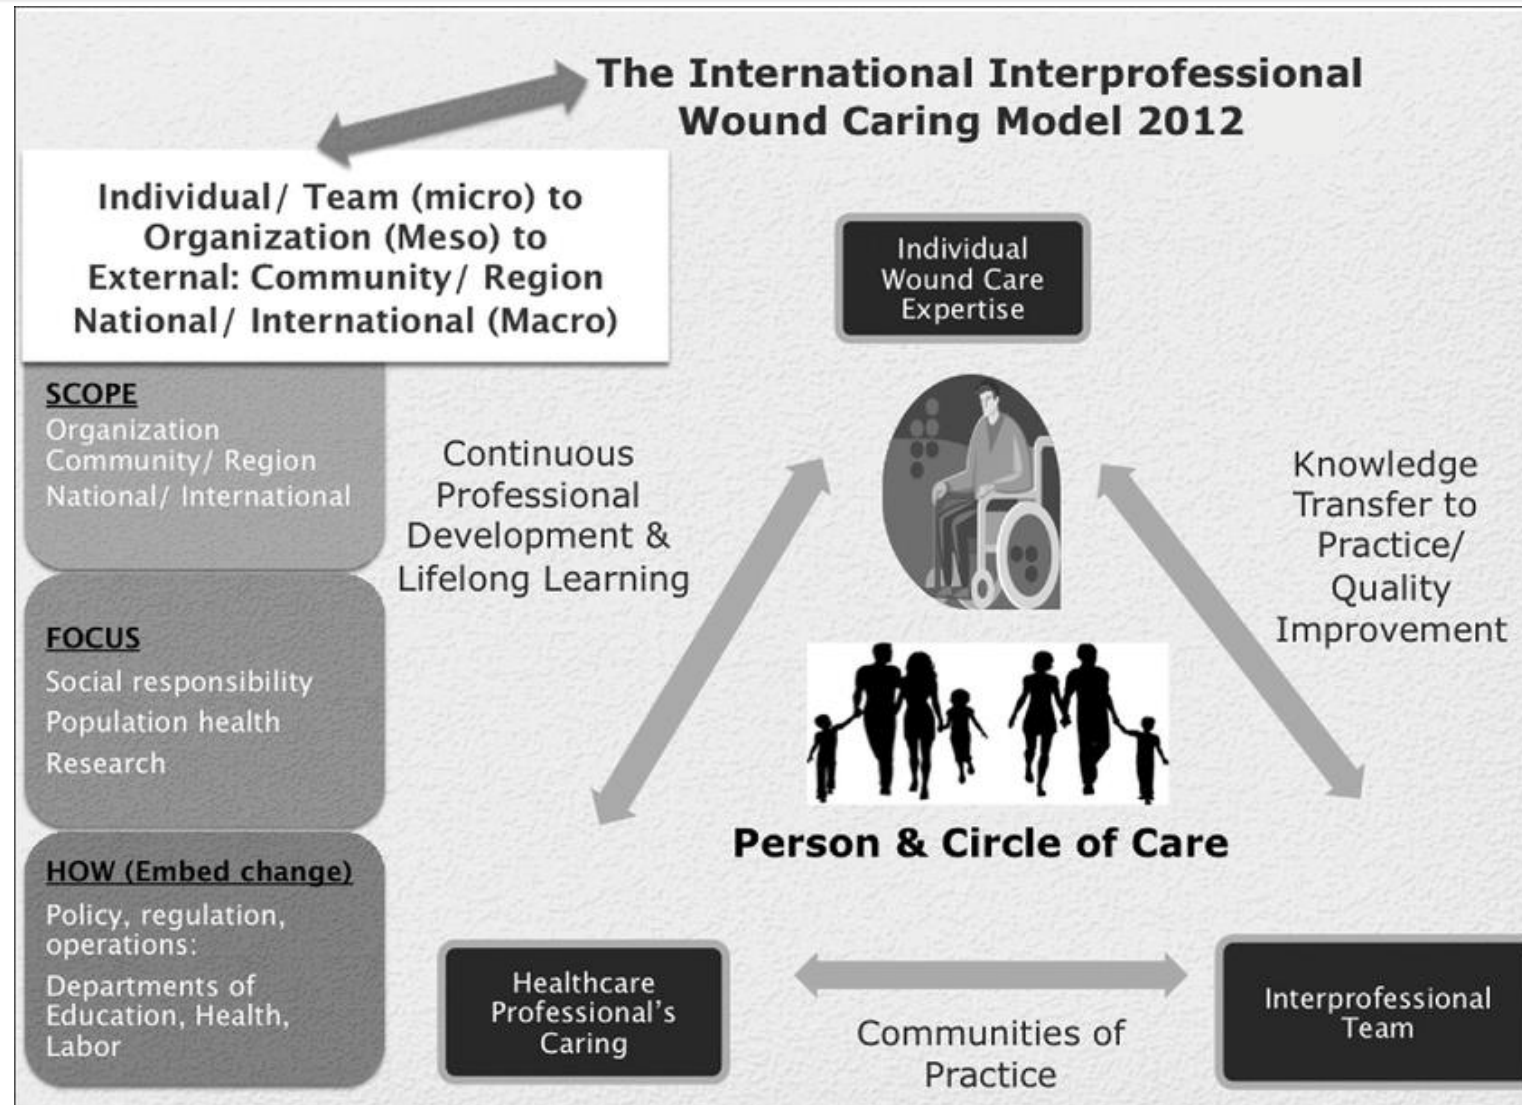 The International Interprofessional
Wound Caring Model 2012
Individual/ Team (micro) to
Organization (Meso) to
External: Community/ Region
National/ International (Macro)
SCOPE
Organization
Community/ Region
National/ International
FOCUS
Social responsibility
Population health
Research
HOW (Embed change)
Policy, regulation,
operations:
Departments of
Education, Health,
Labor
Individual
Wound Care
Expertise
Continuous
Professional
Development &
Lifelong Learning
Knowledge
Transfer to
Practice/
Quality
Improvement
Person & Circle of Care
Healthcare
Professional’s
Caring
Communities of
Practice
Interprofessional
Team